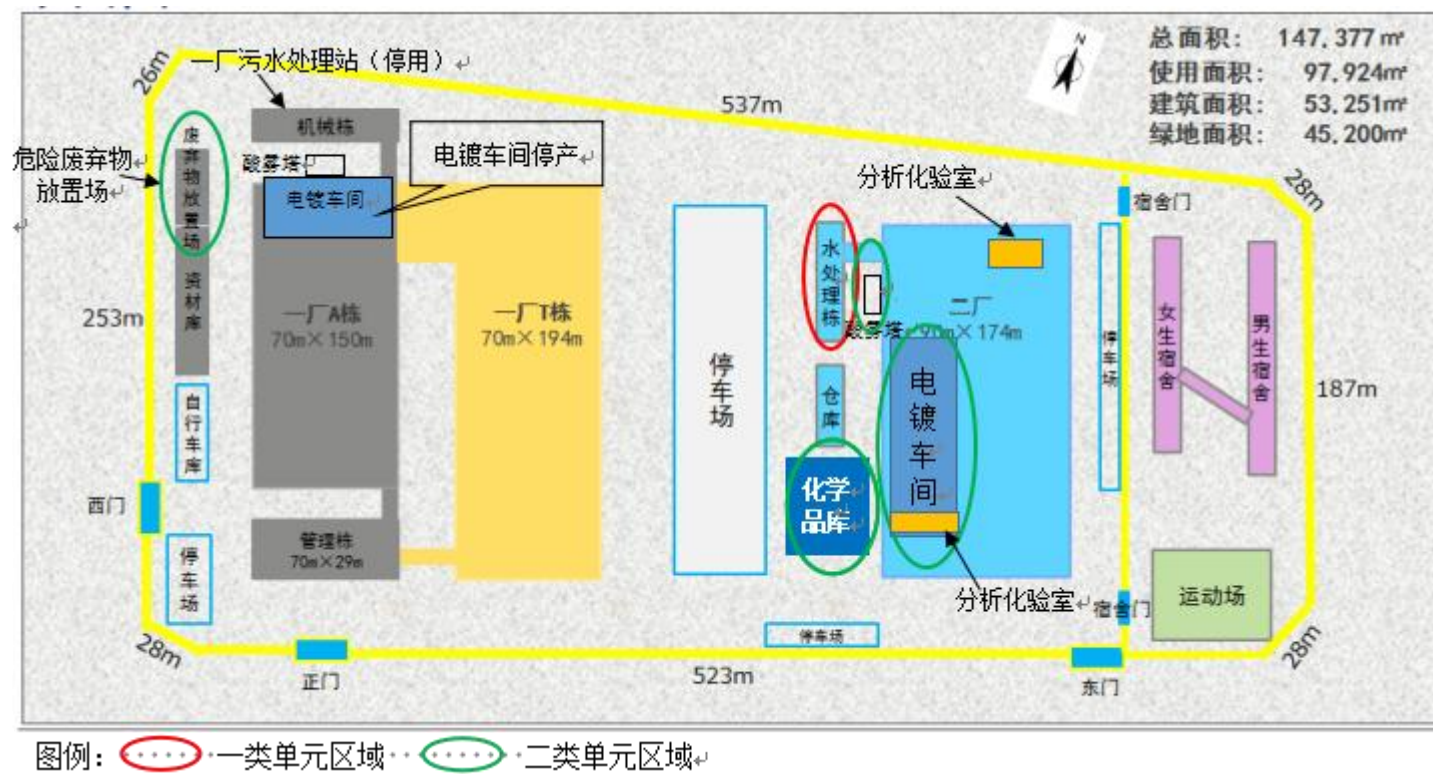 总面积: 147,377㎡
使用面积: 97,924㎡
建筑面积: 53,251㎡
绿地面积: 45,200㎡
N
26m
一厂污水处理站（停用）
537m
28m
机械栋
电镀车间停产
酸雾塔
电镀车间
废弃物放置场
危险废弃物
放置场
分析化验室
宿舍门
水处理栋
资材库
253m
一厂A栋
70m×150m
一厂T栋
70m×194m
酸雾塔
二厂
90m×174m
停车场
停车场
女生宿舍
男生宿舍
187m
自行车库
仓库
电镀车间
化学
品库
西门
管理栋
70m×29m
停车场
分析化验室
宿舍门
运动场
停车场
28m
正门
523m
东门
28m
图例：
一类单元区域
二类单元区域